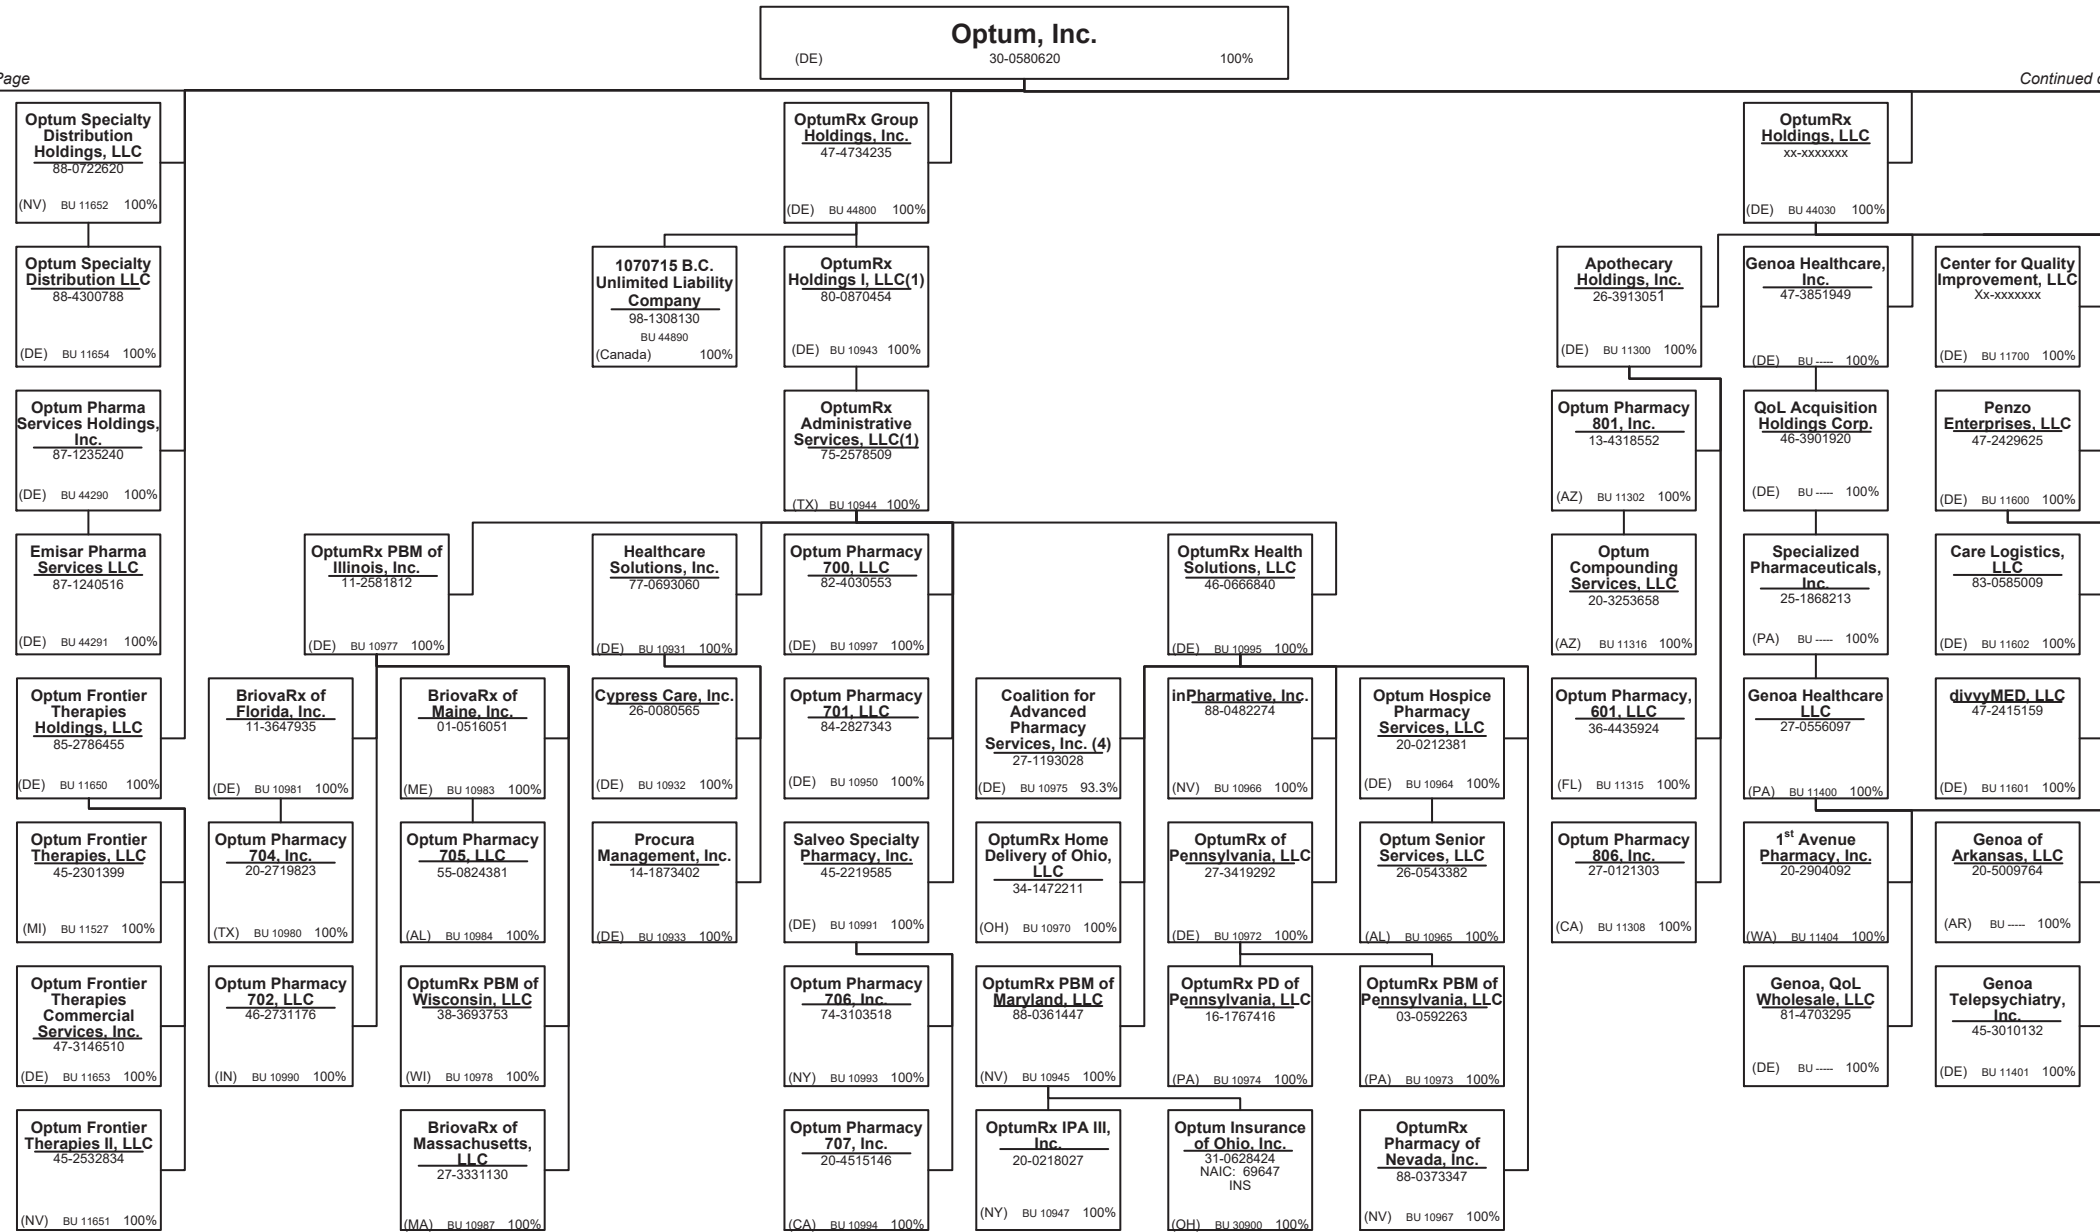 Optum, Inc.
(DE) 30-0580620 100%
Page
Continued o
Optum Specialty
Distribution
Holdings, LLC
88-0722620
(NV) BU 11652 100%
OptumRx Group
Holdings, Inc.
47-4734235
(DE) BU 44800 100%
OptumRx
Holdings, LLC
xx-xxxxxxx
(DE) BU 44030 100%
Optum Specialty
Distribution LLC
88-4300788
(DE) BU 11654 100%
1070715 B.C.
Unlimited Liability
Company
98-1308130
BU 44890
(Canada) 100%
OptumRx
Holdings I, LLC(1)
80-0870454
(DE) BU 10943 100%
Apothecary
Holdings, Inc.
26-3913051
(DE) BU 11300 100%
Genoa Healthcare,
Inc.
47-3851949
(DE) BU ----- 100%
Center for Quality
Improvement, LLC
Xx-xxxxxxx
(DE) BU 11700 100%
Optum Pharma
Services Holdings,
Inc.
87-1235240
(DE) BU 44290 100%
OptumRx
Administrative
Services, LLC(1)
75-2578509
(TX) BU 10944 100%
Optum Pharmacy
801, Inc.
13-4318552
(AZ) BU 11302 100%
QoL Acquisition
Holdings Corp.
46-3901920
(DE) BU ----- 100%
Penzo
Enterprises, LLC
47-2429625
(DE) BU 11600 100%
Emisar Pharma
Services LLC
87-1240516
(DE) BU 44291 100%
OptumRx PBM of
Illinois, Inc.
11-2581812
(DE) BU 10977 100%
Healthcare
Solutions, Inc.
77-0693060
(DE) BU 10931 100%
Optum Pharmacy
700, LLC
82-4030553
(DE) BU 10997 100%
OptumRx Health
Solutions, LLC
46-0666840
(DE) BU 10995 100%
Optum
Compounding
Services, LLC
20-3253658
(AZ) BU 11316 100%
Specialized
Pharmaceuticals,
Inc.
25-1868213
(PA) BU ----- 100%
Care Logistics,
LLC
83-0585009
(DE) BU 11602 100%
Optum Frontier
Therapies
Holdings, LLC
85-2786455
(DE) BU 11650 100%
BriovaRx of
Florida, Inc.
11-3647935
(DE) BU 10981 100%
BriovaRx of
Maine, Inc.
01-0516051
(ME) BU 10983 100%
Cypress Care, Inc.
26-0080565
(DE) BU 10932 100%
Optum Pharmacy
701, LLC
84-2827343
(DE) BU 10950 100%
Coalition for
Advanced
Pharmacy
Services, Inc. (4)
27-1193028
(DE) BU 10975 93.3%
inPharmative, Inc.
88-0482274
(NV) BU 10966 100%
Optum Hospice
Pharmacy
Services, LLC
20-0212381
(DE) BU 10964 100%
Optum Pharmacy,
601, LLC
36-4435924
(FL) BU 11315 100%
Genoa Healthcare
LLC
27-0556097
(PA) BU 11400 100%
divvyMED, LLC
47-2415159
(DE) BU 11601 100%
Optum Frontier
Therapies, LLC
45-2301399
(MI) BU 11527 100%
Optum Pharmacy
704, Inc.
20-2719823
(TX) BU 10980 100%
Optum Pharmacy
705, LLC
55-0824381
(AL) BU 10984 100%
Procura
Management, Inc.
14-1873402
(DE) BU 10933 100%
Salveo Specialty
Pharmacy, Inc.
45-2219585
(DE) BU 10991 100%
OptumRx Home
Delivery of Ohio,
LLC
34-1472211
(OH) BU 10970 100%
OptumRx of
Pennsylvania, LLC
27-3419292
(DE) BU 10972 100%
Optum Senior
Services, LLC
26-0543382
(AL) BU 10965 100%
Optum Pharmacy
806, Inc.
27-0121303
(CA) BU 11308 100%
1st Avenue
Pharmacy, Inc.
20-2904092
(WA) BU 11404 100%
Genoa of
Arkansas, LLC
20-5009764
(AR) BU ----- 100%
Optum Frontier
Therapies
Commercial
Services, Inc.
47-3146510
(DE) BU 11653 100%
Optum Pharmacy
702, LLC
46-2731176
(IN) BU 10990 100%
OptumRx PBM of
Wisconsin, LLC
38-3693753
(WI) BU 10978 100%
Optum Pharmacy
706, Inc.
74-3103518
(NY) BU 10993 100%
OptumRx PBM of
Maryland, LLC
88-0361447
(NV) BU 10945 100%
OptumRx PD of
Pennsylvania, LLC
16-1767416
(PA) BU 10974 100%
OptumRx PBM of
Pennsylvania, LLC
03-0592263
(PA) BU 10973 100%
Genoa, QoL
Wholesale, LLC
81-4703295
(DE) BU ----- 100%
Genoa
Telepsychiatry,
Inc.
45-3010132
(DE) BU 11401 100%
Optum Frontier
Therapies II, LLC
45-2532834
(NV) BU 11651 100%
BriovaRx of
Massachusetts,
LLC
27-3331130
(MA) BU 10987 100%
Optum Pharmacy
707, Inc.
20-4515146
(CA) BU 10994 100%
OptumRx IPA III,
Inc.
20-0218027
(NY) BU 10947 100%
Optum Insurance
of Ohio, Inc.
31-0628424
NAIC: 69647
INS
(OH) BU 30900 100%
OptumRx
Pharmacy of
Nevada, Inc.
88-0373347
(NV) BU 10967 100%